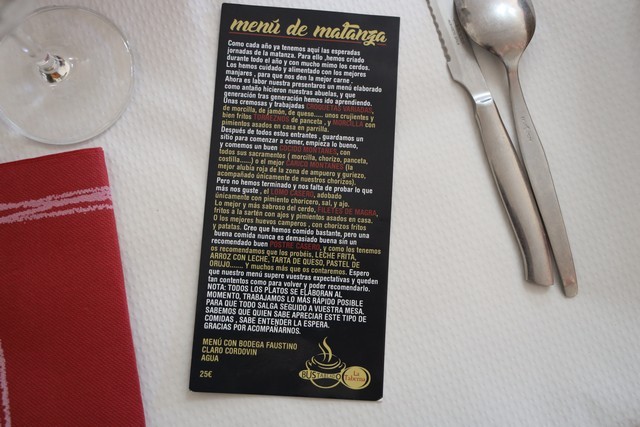 menú de matanza
Como cada año ya tenemos aquí las esperadas
jornadas de la matanza. Para ello ,hemos criado
durante todo el año y con mucho mimo los cerdos.
Los hemos cuidado y alimentado con los mejores
manjares , para que nos den la mejor carne .
Ahora es labor nuestra presentaros un menú elaborado
como antaño hicieron nuestras abuelas, y que
generación tras generación hemos ido aprendiendo.
Unas cremosas y trabajadas CROQUETAS VARIADAS,
de morcilla, de jamón, de queso..... unos crujientes y
bien fritos TORREZNOS de panceta , y MORCILLA con
pimientos asados en casa en parrilla.
Después de todos estos entrantes , guardamos un
sitio para comenzar a comer, empieza lo bueno,
y comemos un buen COCIDO MONTAÑES, con
todos sus sacramentos ( morcilla, chorizo, panceta,
costilla......) o el mejor CARICO MONTAÑES (la
mejor alubia roja de la zona de ampuero y guriezo,
acompañado únicamente de nuestros chorizos).
Pero no hemos terminado y nos falta de probar lo que
más nos guste , el LOMO CASERO, adobado
únicamente con pimiento choricero, sal, y ajo.
Lo mejor y más sabroso del cerdo, FILETES DE MAGRA,
fritos a la sartén con ajos y pimientos asados en casa.
O los mejores huevos camperos , con chorizos fritos
y patatas. Creo que hemos comido bastante, pero una
buena comida nunca es demasiado buena sin un
recomendado buen POSTRE CASERO, y como los tenemos
os recomendamos que los probéis, LECHE FRITA,
ARROZ CON LECHE, TARTA DE QUESO, PASTEL DE
ORUJO....... Y muchos más que os contaremos. Espero
que nuestro menú supere vuestras expectativas y queden
tan contentos como para volver y poder recomendarlo.
NOTA: TODOS LOS PLATOS SE ELABORAN AL
MOMENTO, TRABAJAMOS LO MÁS RÁPIDO POSIBLE
PARA QUE TODO SALGA SEGUIDO A VUESTRA MESA.
SABEMOS QUE QUIEN SABE APRECIAR ESTE TIPO DE
COMIDAS , SABE ENTENDER LA ESPERA.
GRACIAS POR ACOMPAÑARNOS.
MENÚ CON BODEGA FAUSTINO
CLARO CORDOVIN
AGUA
25€
La
Taberna